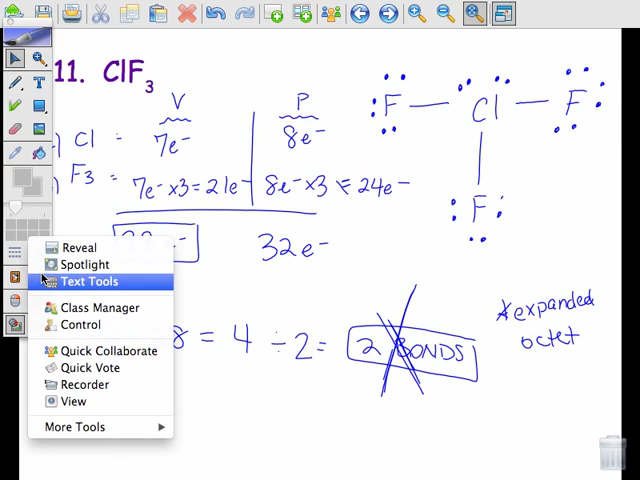 11. ClF3
V
P
Cl = 7e- 8e-
F3 = 7e- x3 = 21e- 8e- x3 = 24e-
32e-
8 = 4 ÷ 2 = 2 BONDS
F — Cl — F
F
*expanded
octet
Reveal
Spotlight
Text Tools
Class Manager
Control
Quick Collaborate
Quick Vote
Recorder
View
More Tools